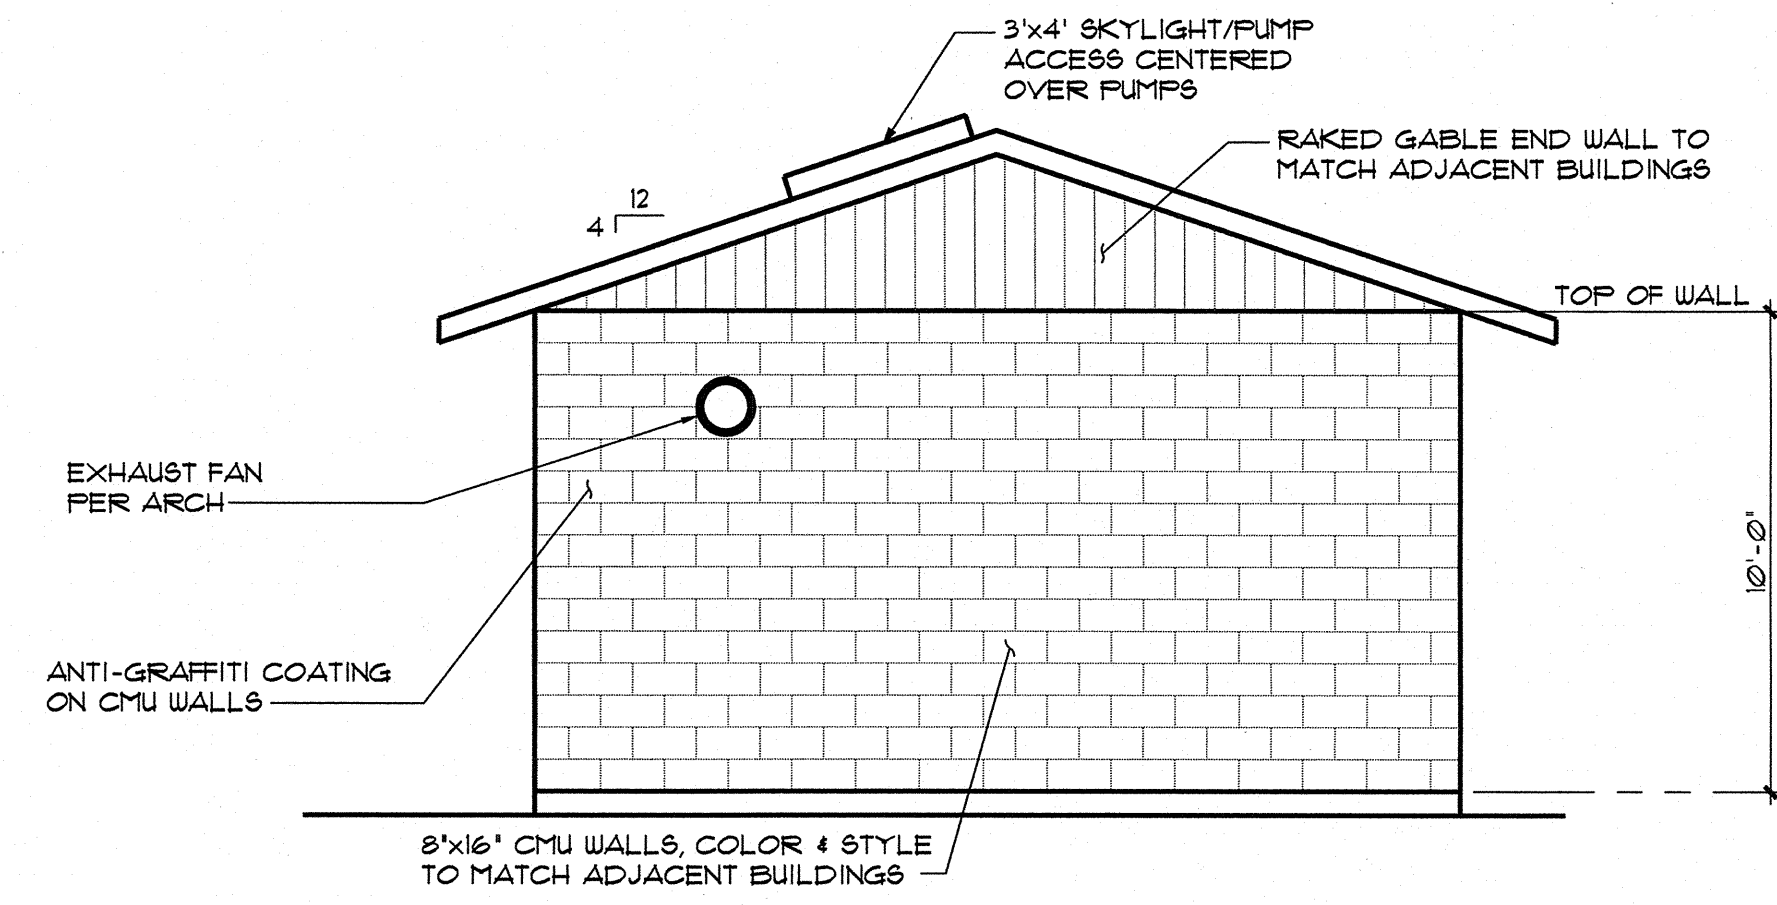 3'x4' SKYLIGHT/PUMP
ACCESS CENTERED
OVER PUMPS
RAKED GABLE END WALL TO
MATCH ADJACENT BUILDINGS
12
4
TOP OF WALL
EXHAUST FAN
PER ARCH
10'-0"
ANTI-GRAFFITI COATING
ON CMU WALLS
8"x16" CMU WALLS, COLOR & STYLE
TO MATCH ADJACENT BUILDINGS